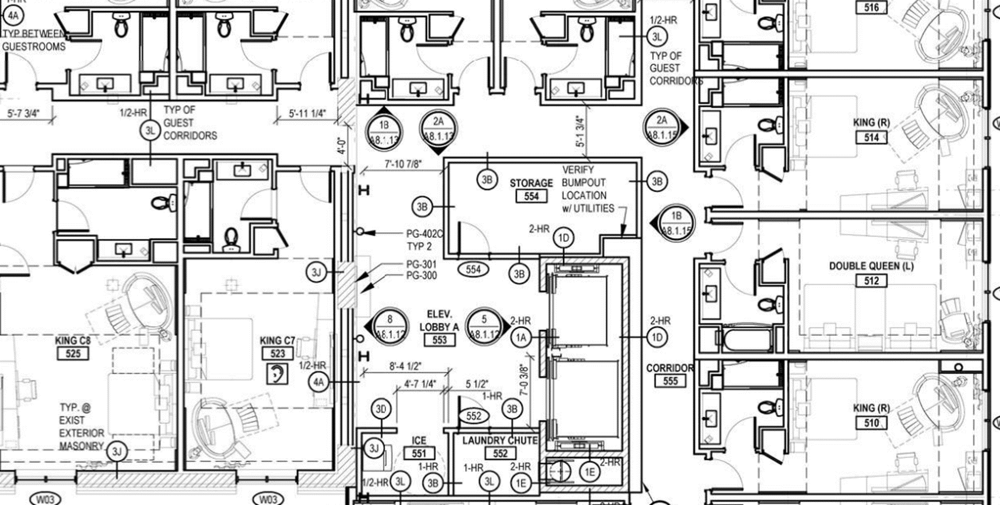 1-HR
4A
TYP BETWEEN
GUESTROOMS
5'-7 3/4"
1/2-HR
3L
TYP OF
GUEST
CORRIDORS
5'-11 1/4"
4'-0"
1B
A8.1.13
2A
A8.1.13
5'-1 3/4"
1/2-HR
3L
TYP OF
GUEST
CORRIDORS
2A
A8.1.15
516
KING (R)
514
7'-10 7/8"
3B
STORAGE
554
VERIFY
BUMPOUT
LOCATION
w/ UTILITIES
3B
3B
1B
A8.1.15
PG-402C
TYP 2
2-HR
1D
PG-301
PG-300
3J
554
3B
DOUBLE QUEEN (L)
512
8
A8.1.12
ELEV.
LOBBY A
553
5
A8.1.12
2-HR
1A
2-HR
1D
KING C8
525
KING C7
523
1/2-HR
4A
8'-4 1/2"
4'-7 1/4"
5 1/2"
7'-0 3/8"
CORRIDOR
555
TYP. @
EXIST
EXTERIOR
MASONRY
3J
3D
552
1-HR
3B
KING (R)
510
3J
ICE
551
LAUNDRY CHUTE
552
1-HR
3B
1/2-HR
3L
1-HR
3L
2-HR
1E
1E
2-HR
W03
W03
2-HR